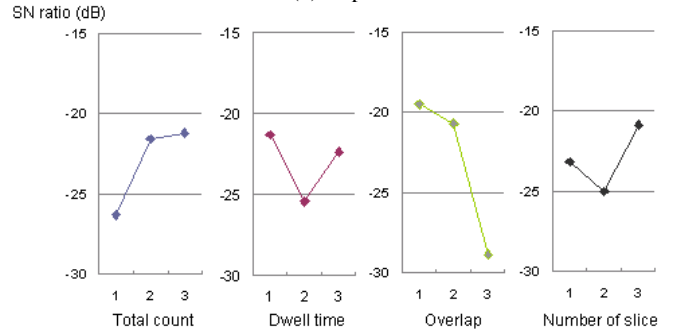 SN ratio (dB)
-15 -15 -15 -15
-20 -20 -20 -20
-25 -25 -25 -25
-30 -30 -30 -30
1 2 3 1 2 3 1 2 3 1 2 3
Total count Dwell time Overlap Number of slice